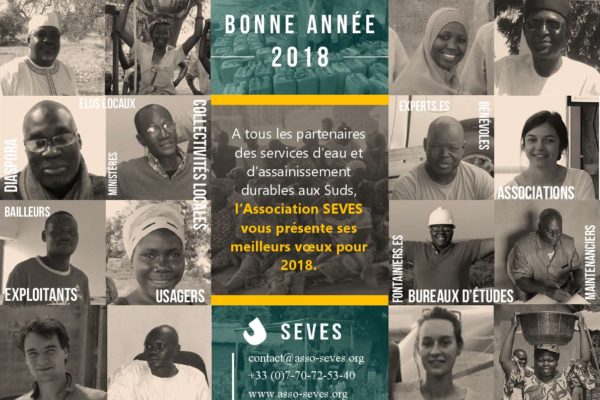 BONNE ANNÉE
2018
ELUS LOCAUX
DIASPORA
MINISTÈRES
COLLECTIVITÉS LOCALES
EXPERTS.ES
BÉNÉVOLES
ASSOCIATIONS
A tous les partenaires
des services d'eau et
d'assainissement
durables aux Suds,
l'Association SEVES
vous présente ses
meilleurs vœux pour
2018.
BAILLEURS
EXPLOITANTS
USAGERS
FONTAINIERS.ES
BUREAUX D'ÉTUDES
MAINTENANCIERS
SEVES
contact@asso-seves.org
+33 (0)7-70-72-53-40
www.asso-seves.org